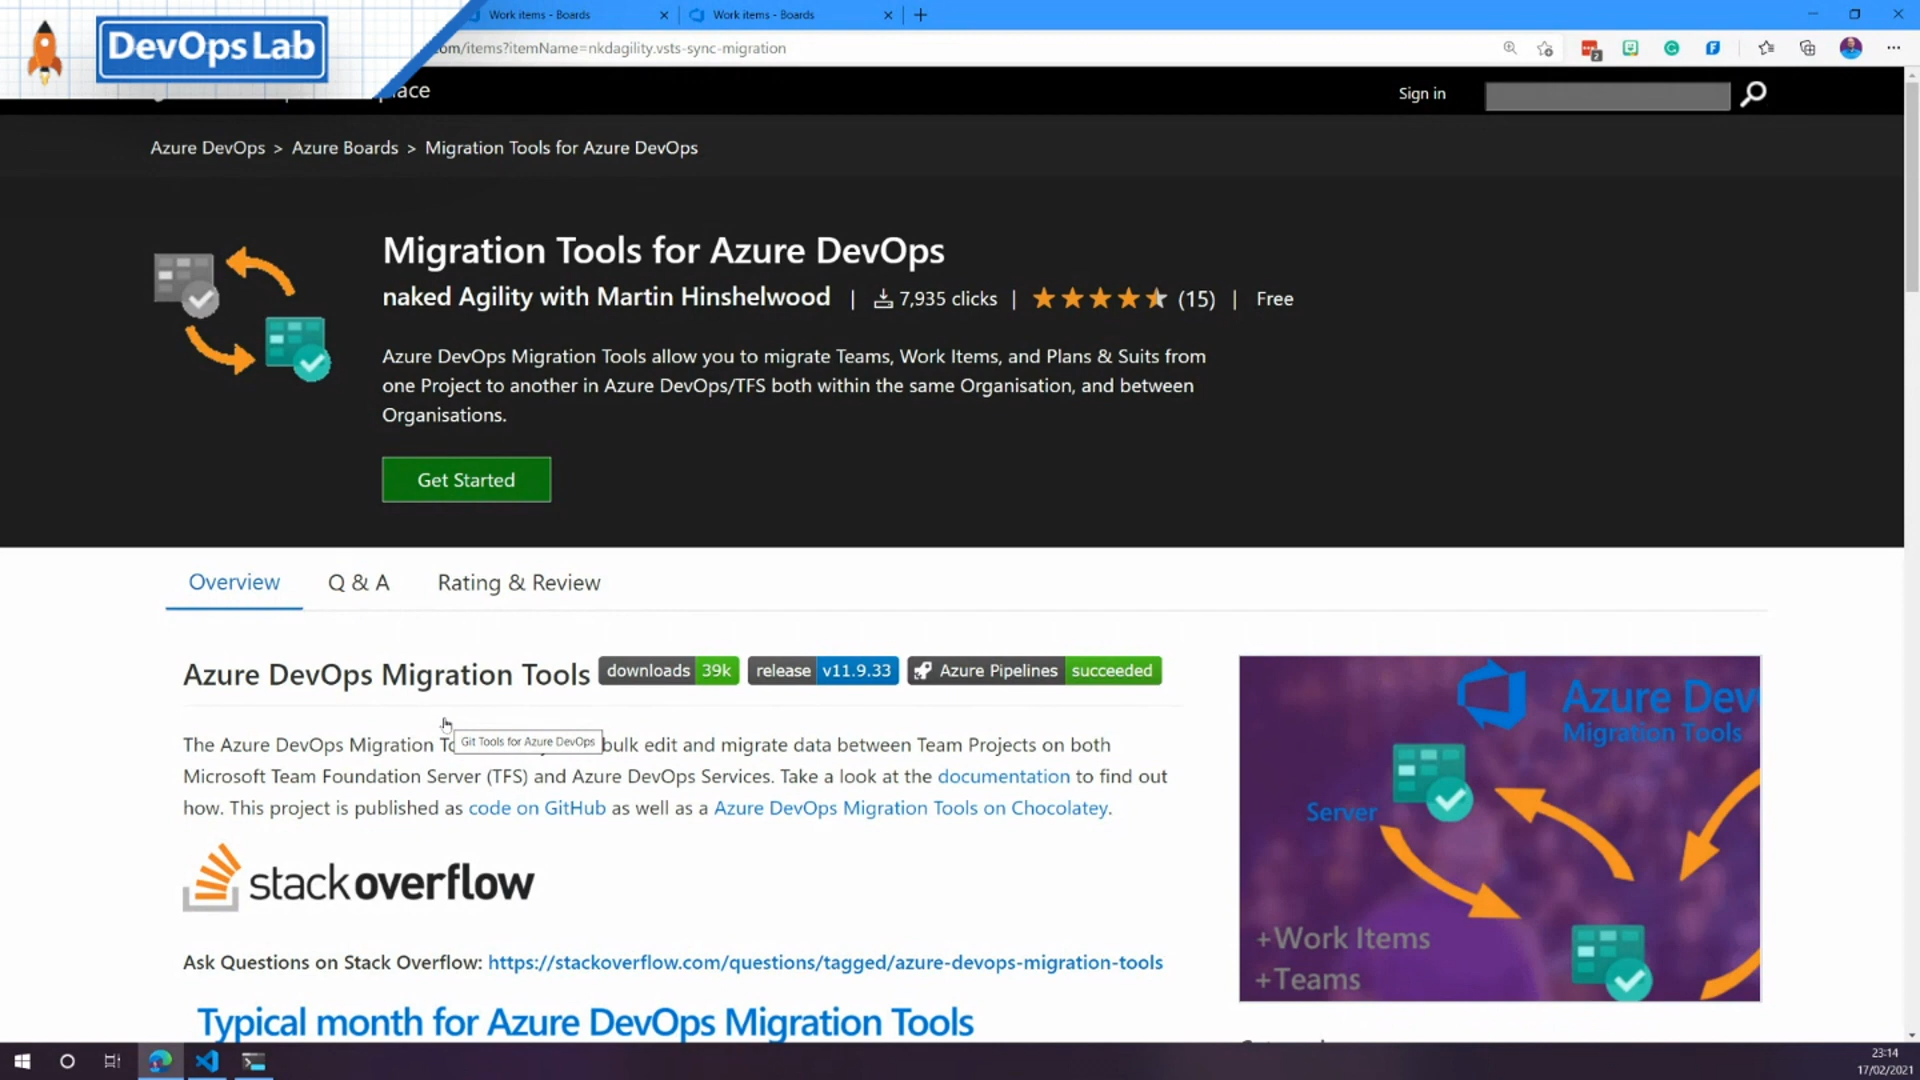 DevOps Lab
Work items - Boards
Work items - Boards
om/items?itemName=nkdagility.vsts-sync-migration
2
F
place
Sign in
Azure DevOps > Azure Boards > Migration Tools for Azure DevOps
Migration Tools for Azure DevOps
naked Agility with Martin Hinshelwood | 7,935 clicks | (15) | Free
Azure DevOps Migration Tools allow you to migrate Teams, Work Items, and Plans & Suits from
one Project to another in Azure DevOps/TFS both within the same Organisation, and between
Organisations.
Get Started
Overview Q & A Rating & Review
Azure DevOps Migration Tools downloads 39k release v11.9.33 Azure Pipelines succeeded
Git Tools for Azure DevOps
The Azure DevOps Migration bulk edit and migrate data between Team Projects on both
Microsoft Team Foundation Server (TFS) and Azure DevOps Services. Take a look at the documentation to find out
how. This project is published as code on GitHub as well as a Azure DevOps Migration Tools on Chocolatey.
stackoverflow
Ask Questions on Stack Overflow: https://stackoverflow.com/questions/tagged/azure-devops-migration-tools
Typical month for Azure DevOps Migration Tools
Azure Dev
Migration Tools
Server
+Work Items
+Teams
23:14
17/02/2021